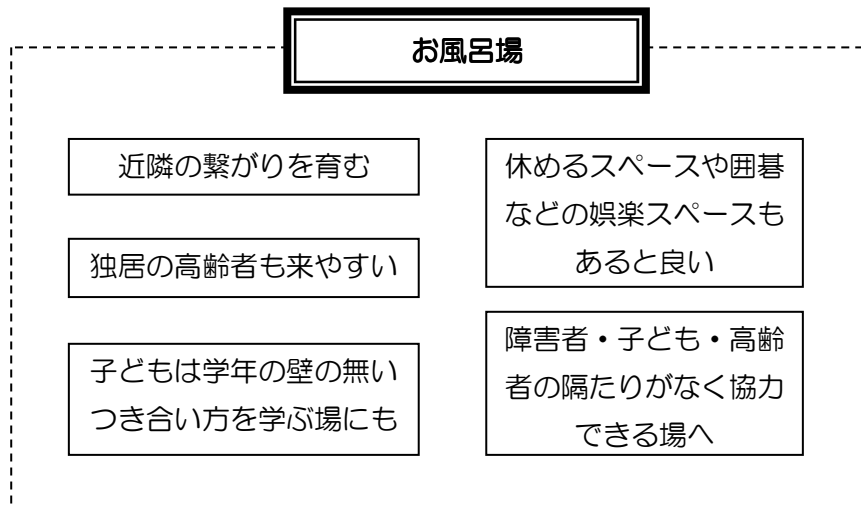 お風呂場
近隣の繋がりを育む
独居の高齢者も来やすい
子どもは学年の壁の無い
つき合い方を学ぶ場にも
休めるスペースや囲碁
などの娯楽スペースも
あると良い
障害者・子ども・高齢
者の隔たりがなく協力
できる場へ